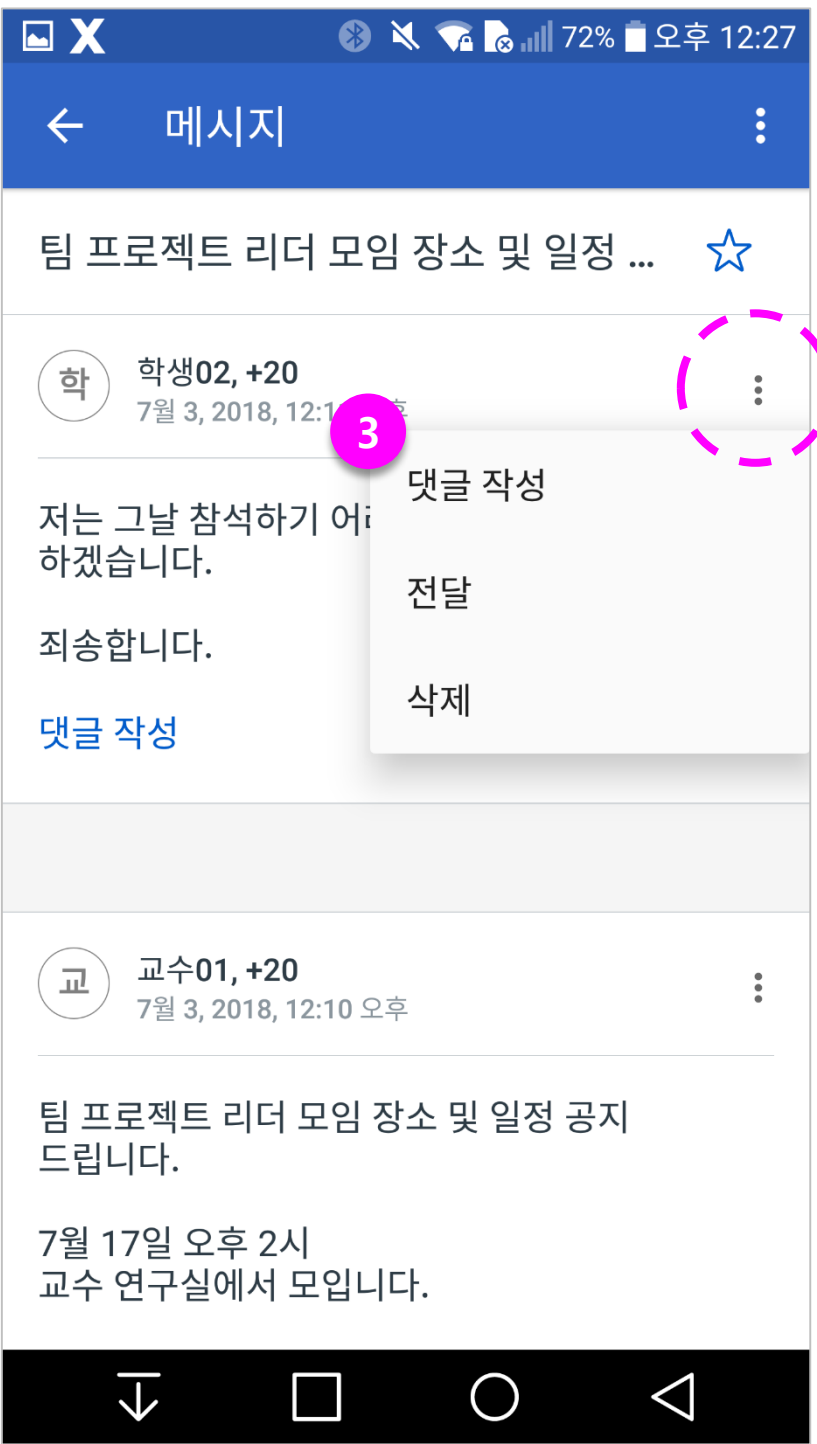 X 72% 오후 12:27
메시지
팀 프로젝트 리더 모임 장소 및 일정 ...
학
학생02, +20
7월 3, 2018,
3
댓글 작성
전달
삭제
저는 그날 참석하기
하겠습니다.
죄송합니다.
댓글 작성
교
교수01, +20
7월 3, 2018, 12:10 오후
팀 프로젝트 리더 모임 장소 및 일정 공지
드립니다.
7월 17일 오후 2시
교수 연구실에서 모입니다.